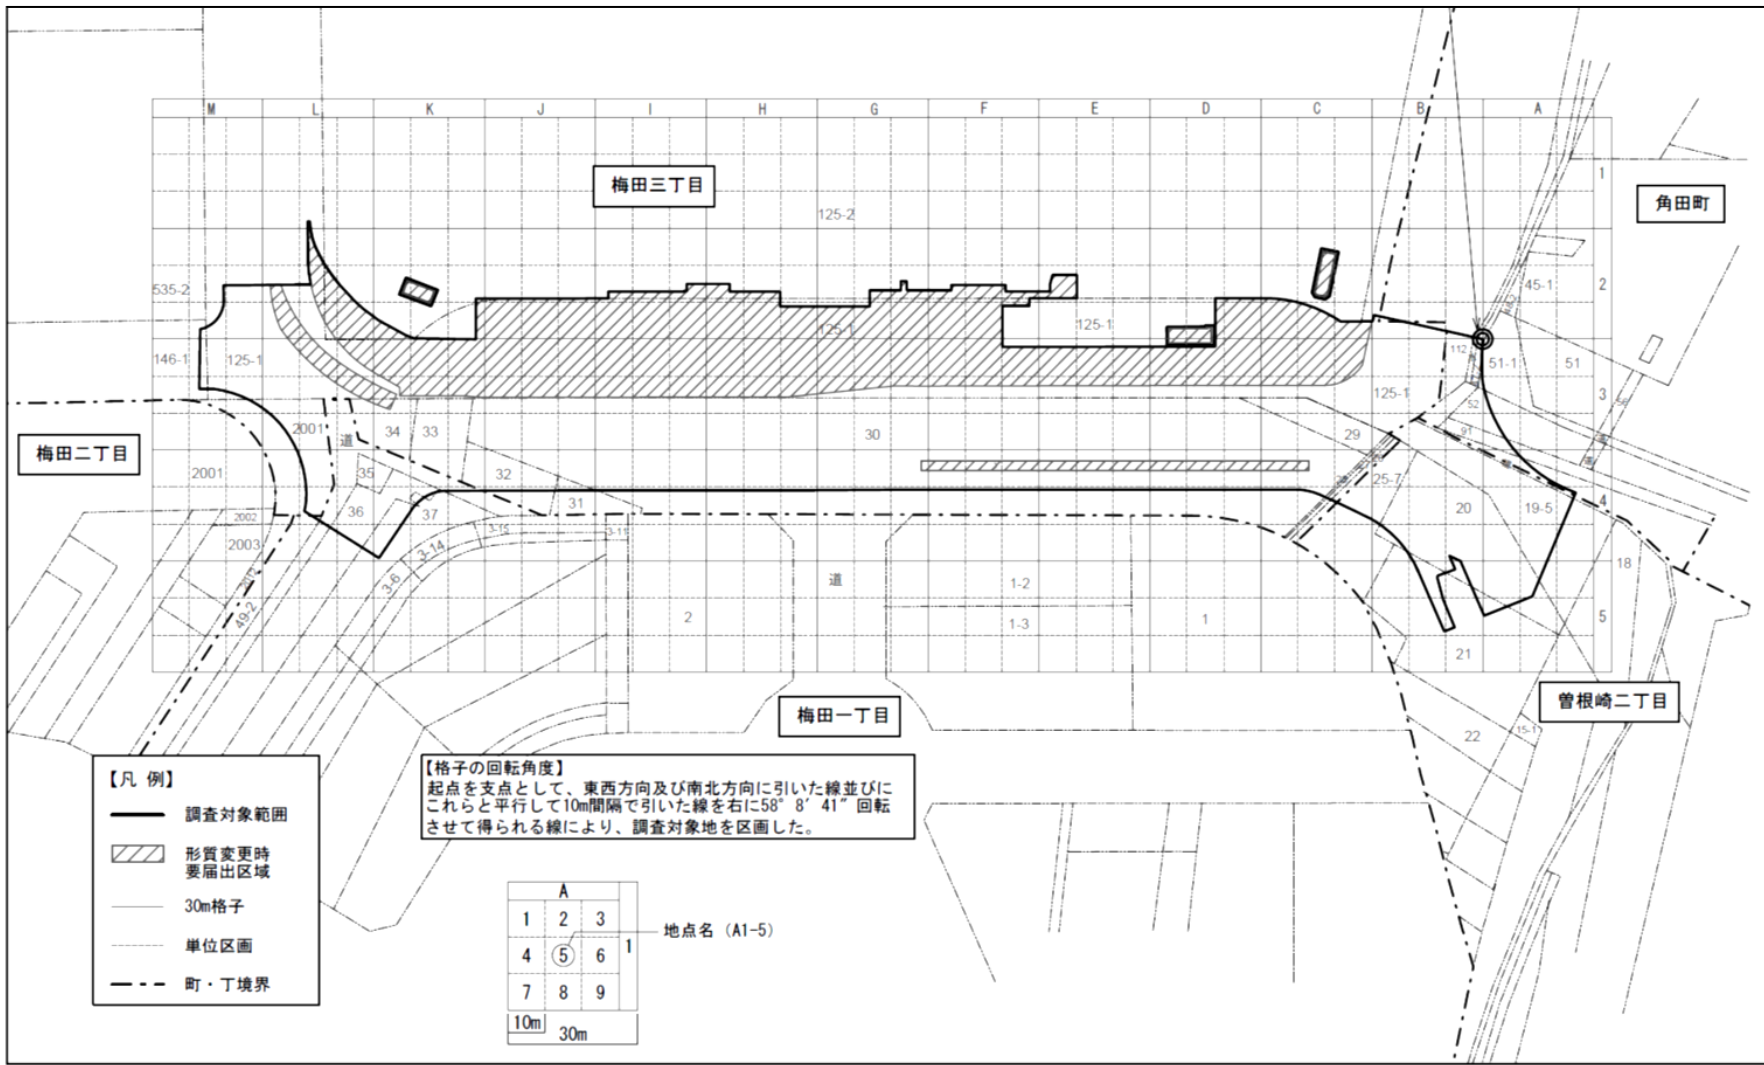 M L K J I H G F E D C B A
1
梅田三丁目
角田町
125-2
2
535-2
45-1
125-1
125-1
146-1
125-1
112
51-1
51
125-1
3
52
56
91
梅田二丁目
2001
道
34
33
30
29
2001
35
32
25-7
4
36
37
31
20
19-5
2002
3-15
3-11
2003
3-14
18
2012
3-6
道
1-2
49-2
2
1-3
1
5
21
曽根崎二丁目
梅田一丁目
22
15-1
【凡 例】
調査対象範囲
形質変更時
要届出区域
30m格子
単位区画
町・丁境界
【格子の回転角度】
起点を支点として、東西方向及び南北方向に引いた線並びに
これらと平行して10m間隔で引いた線を右に58° 8′ 41″ 回転
させて得られる線により、調査対象地を区画した。
A
1 2 3
4 5 6
7 8 9
1
地点名（A1-5）
10m
30m